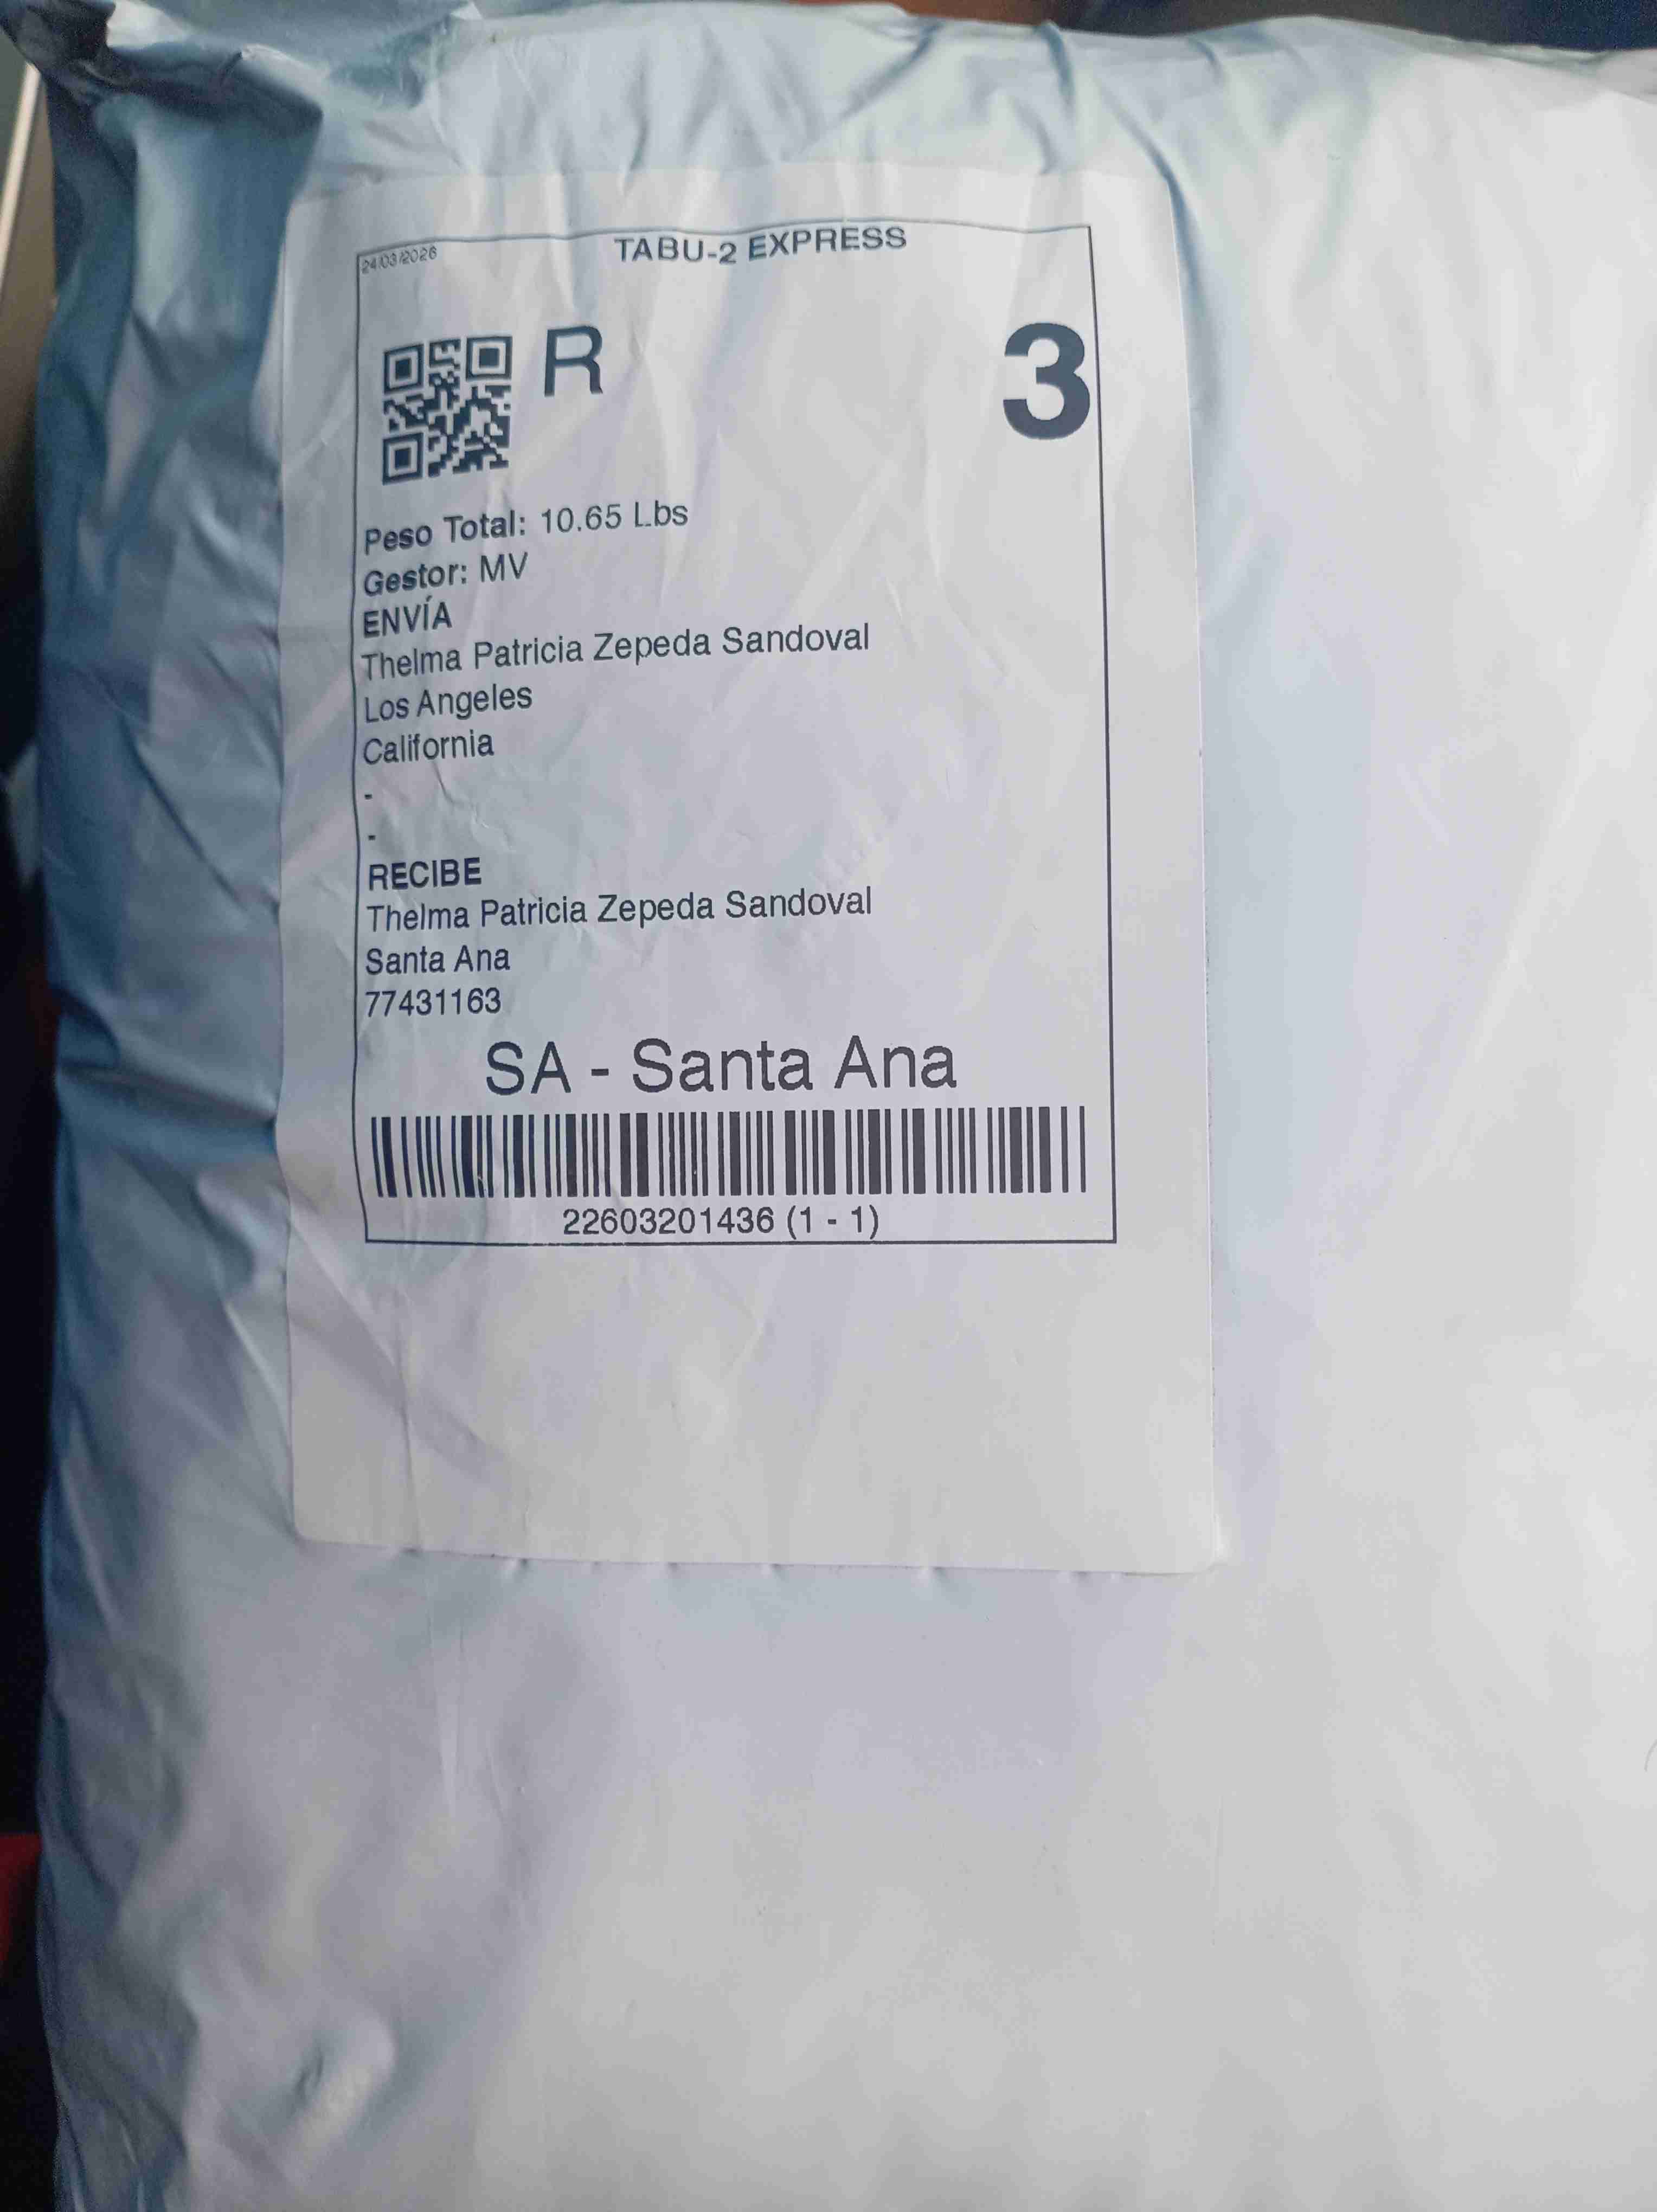 24/03/2026
TABU-2 EXPRESS
R
3
Peso Total: 10.65 Lbs
Gestor: MV
ENVÍA
Thelma Patricia Zepeda Sandoval
Los Angeles
California
-
-
RECIBE
Thelma Patricia Zepeda Sandoval
Santa Ana
77431163
SA - Santa Ana
22603201436 (1 - 1)